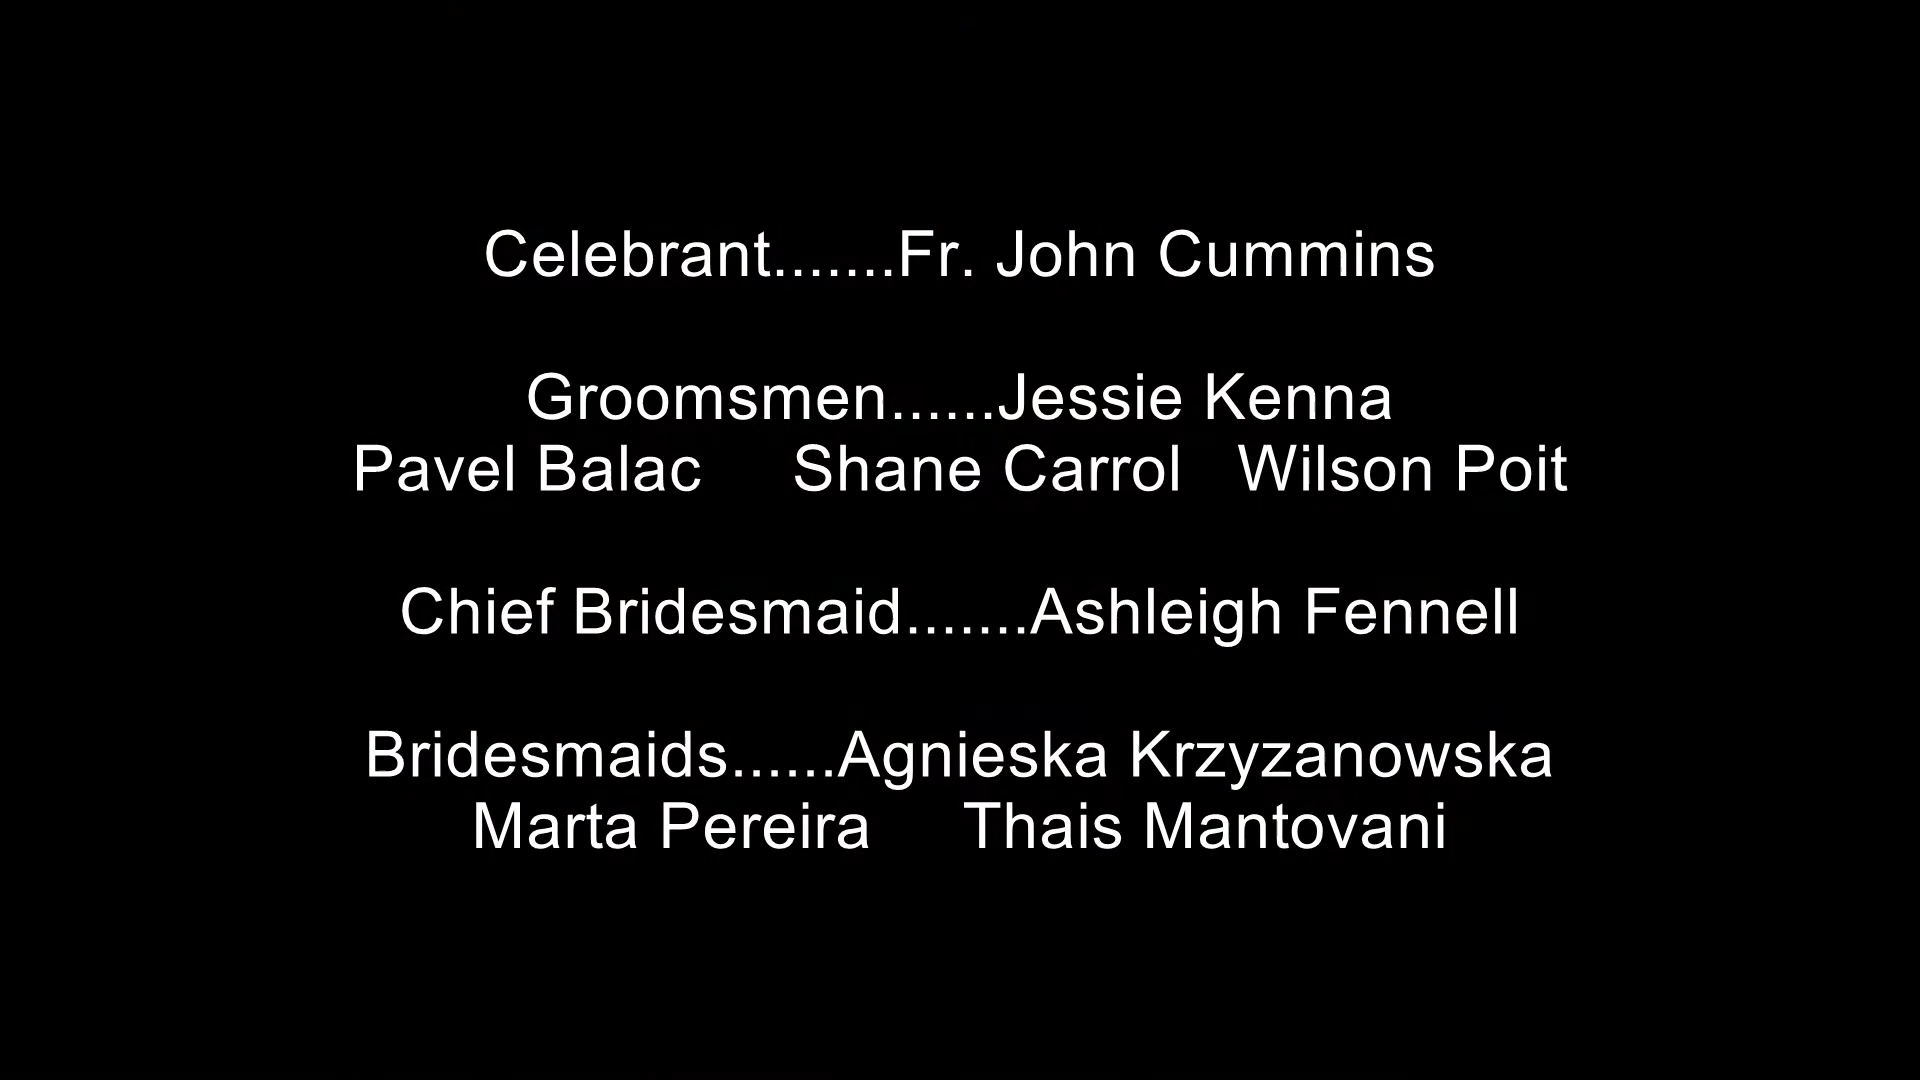 Celebrant.......Fr. John Cummins
Groomsmen......Jessie Kenna
Pavel Balac     Shane Carrol   Wilson Poit
Chief Bridesmaid.......Ashleigh Fennell
Bridesmaids......Agnieska Krzyzanowska
Marta Pereira     Thais Mantovani